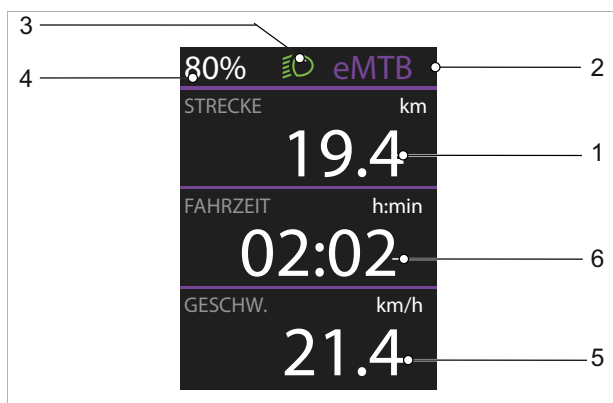 3
4
80% eMTB
2
STRECKE km
19.4
1
FAHRZEIT h:min
02:02
6
GESCHW. km/h
21.4
5